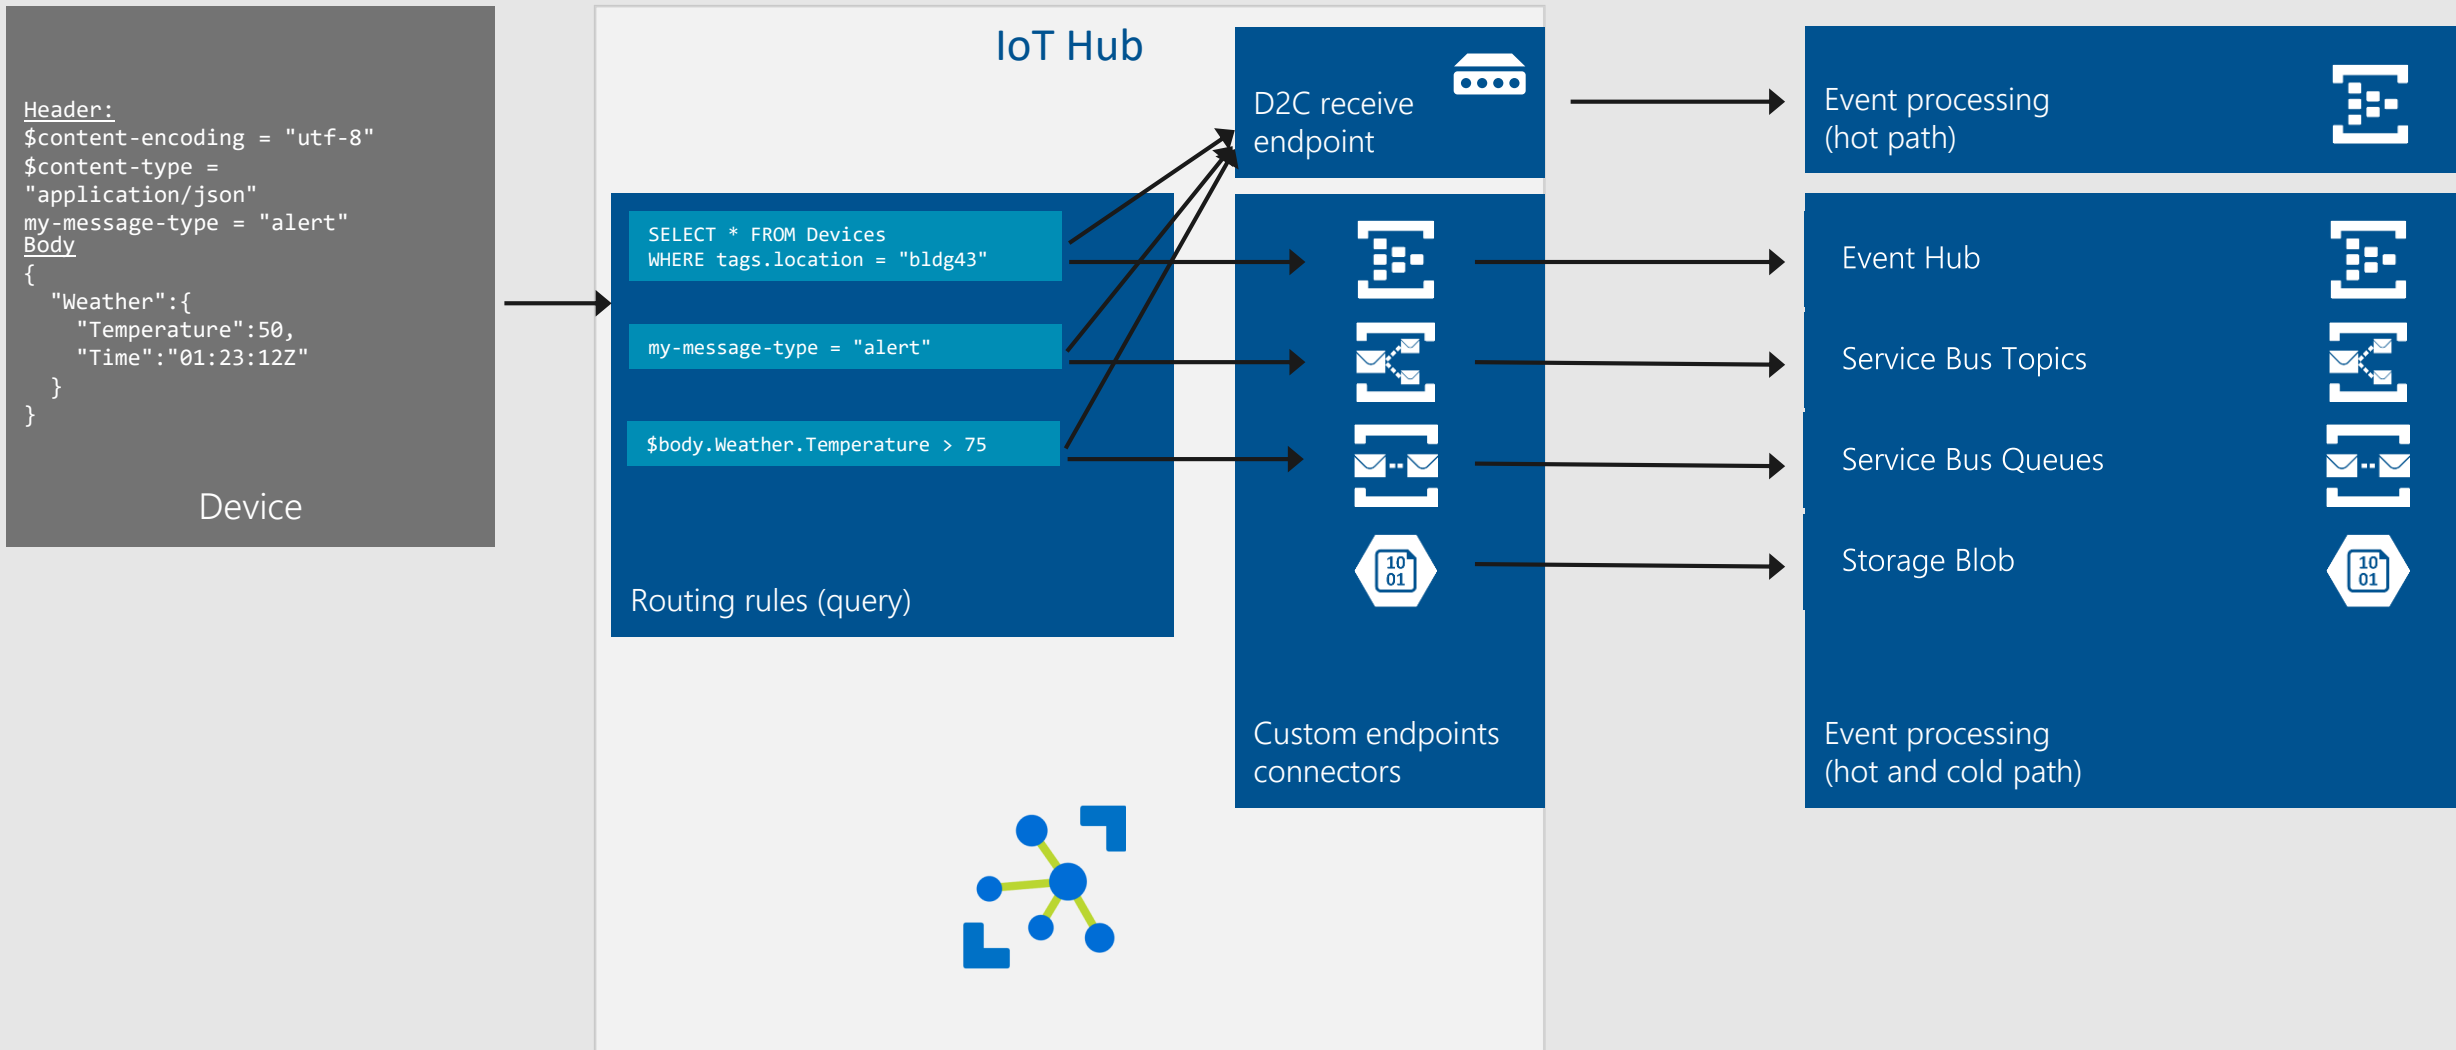 Header:
$content-encoding = "utf-8"
$content-type =
"application/json"
my-message-type = "alert"
Body
{
  "Weather":{
    "Temperature":50,
    "Time":"01:23:12Z"
  }
}
Device
IoT Hub
SELECT * FROM Devices
WHERE tags.location = "bldg43"
my-message-type = "alert"
$body.Weather.Temperature > 75
Routing rules (query)
D2C receive
endpoint
10
01
Custom endpoints
connectors
Event processing
(hot path)
Event Hub
Service Bus Topics
Service Bus Queues
Storage Blob
10
01
Event processing
(hot and cold path)